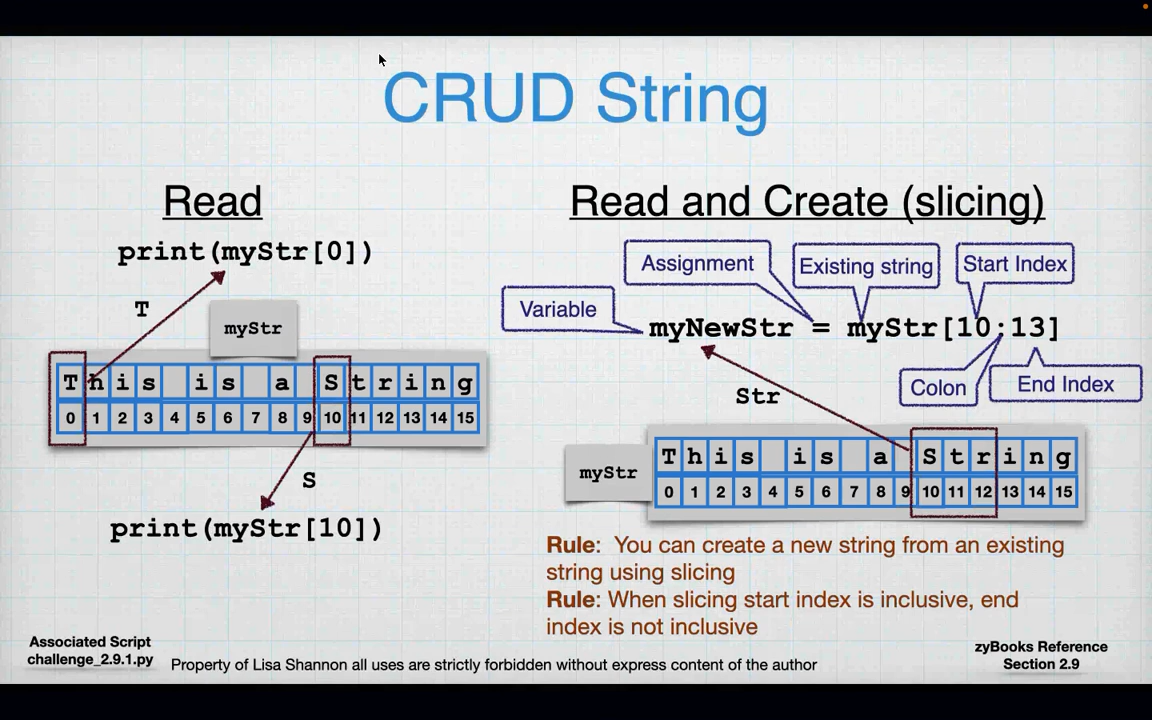 CRUD String
Read
print(myStr[0])
T
myStr
T h i s i s a S t r i n g
0 1 2 3 4 5 6 7 8 9 10 11 12 13 14 15
S
print(myStr[10])
Read and Create (slicing)
Assignment
Existing string
Start Index
Variable
myNewStr = myStr[10:13]
Colon
End Index
Str
myStr
T h i s i s a S t r i n g
0 1 2 3 4 5 6 7 8 9 10 11 12 13 14 15
Rule: You can create a new string from an existing
string using slicing
Rule: When slicing start index is inclusive, end
index is not inclusive
Associated Script
challenge_2.9.1.py
Property of Lisa Shannon all uses are strictly forbidden without express content of the author
zyBooks Reference
Section 2.9